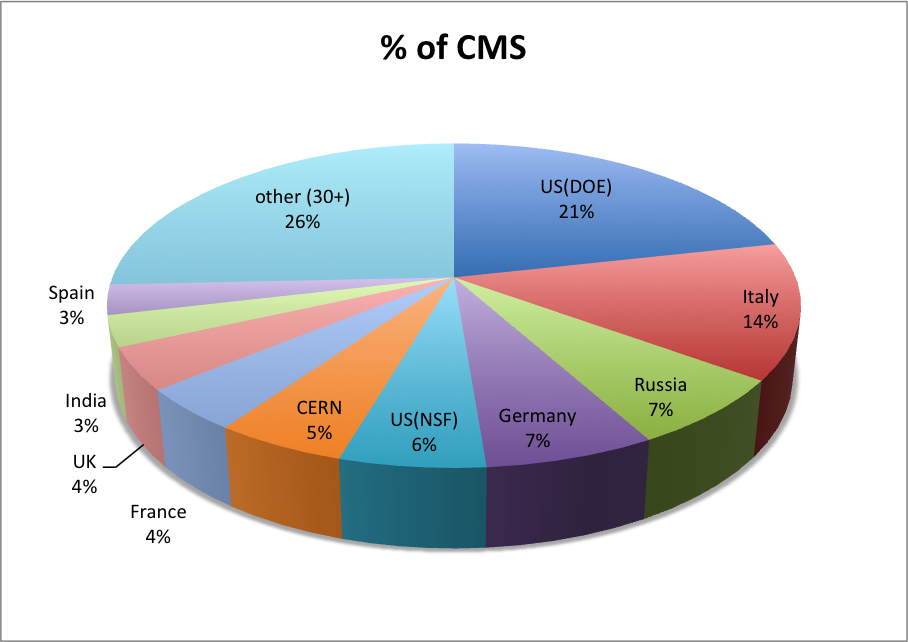 % of CMS
US(DOE)
21%
other (30+)
26%
Spain
3%
Italy
14%
Russia
7%
India
3%
CERN
5%
US(NSF)
6%
Germany
7%
UK
4%
France
4%